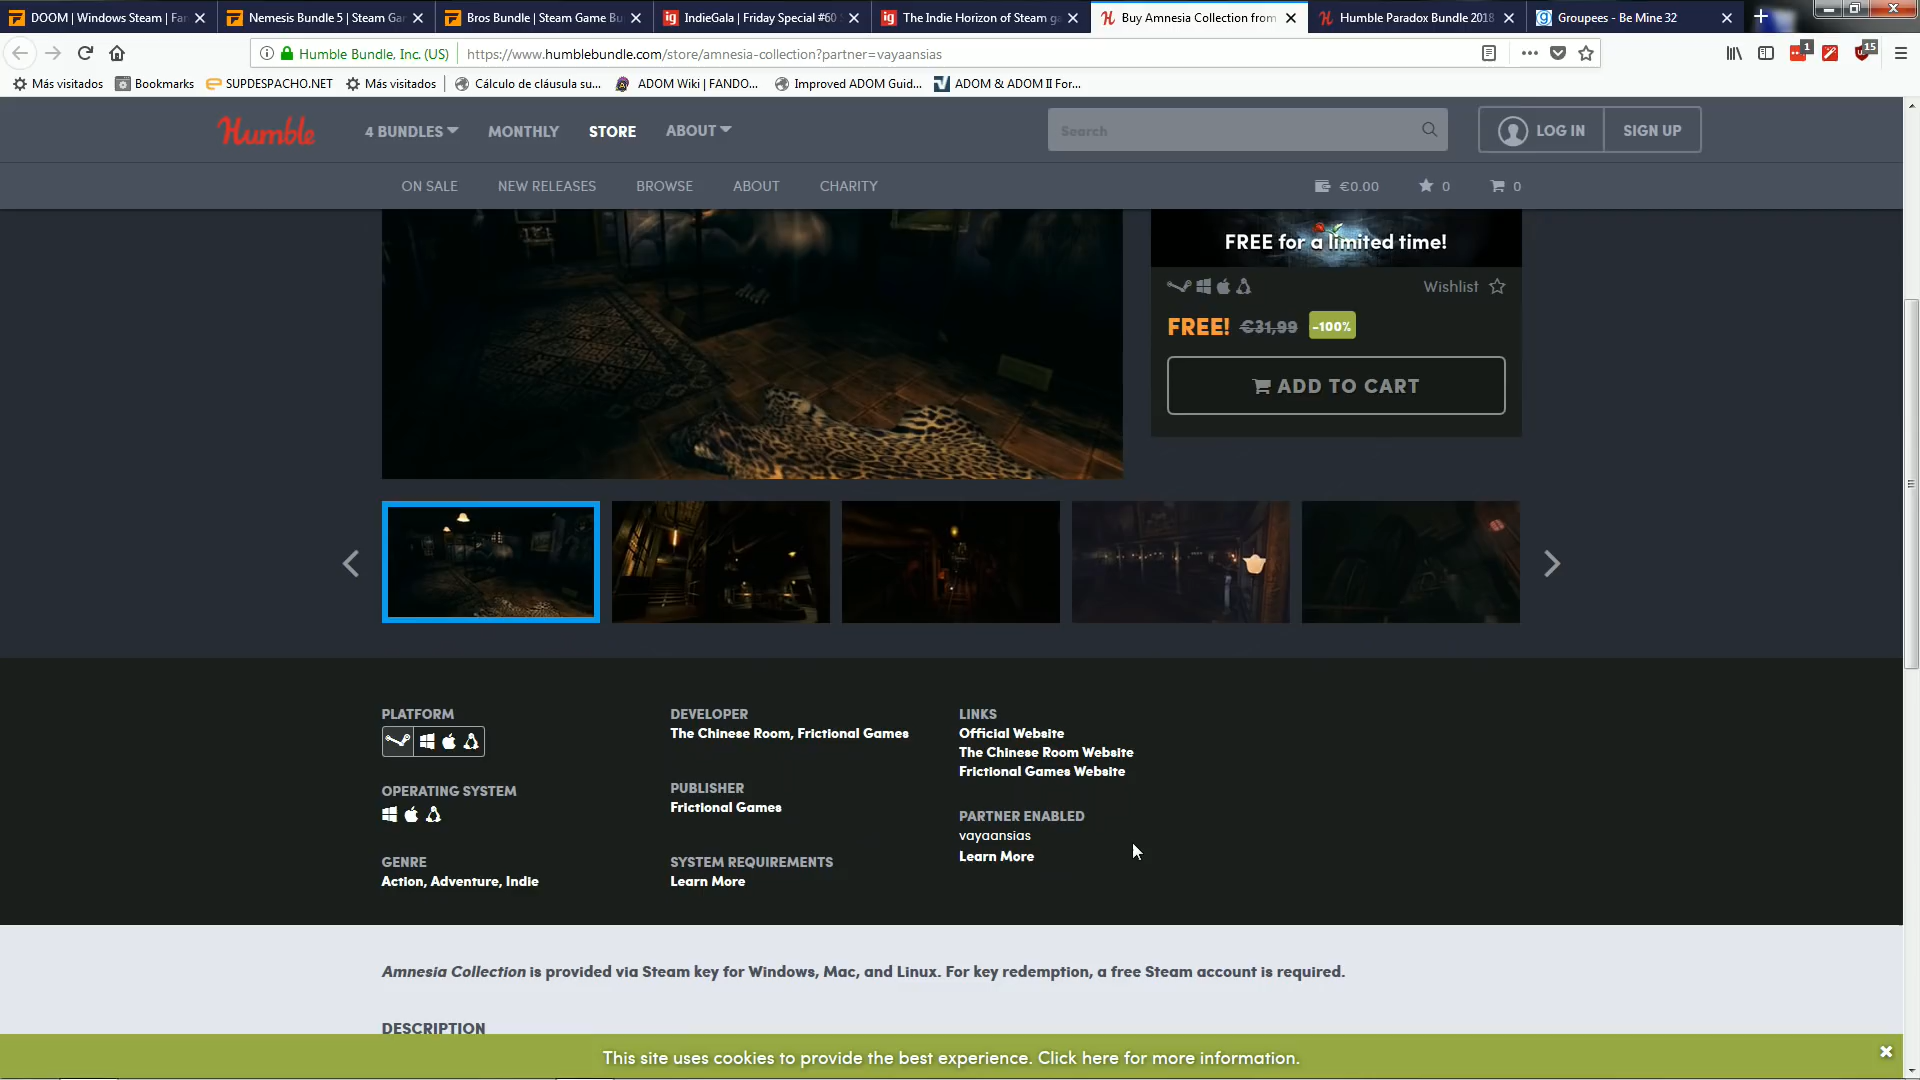 DOOM | Windows Steam | Fan
Nemesis Bundle 5 | Steam Gam
Bros Bundle | Steam Game Bu
IndieGala | Friday Special #60
The Indie Horizon of Steam ga
Buy Amnesia Collection from
Humble Paradox Bundle 2018
Groupees - Be Mine 32
Humble Bundle, Inc. (US)
https://www.humblebundle.com/store/amnesia-collection?partner=vayaansias
1
15
Más visitados
Bookmarks
SUPDESPACHO.NET
Más visitados
Cálculo de cláusula su...
ADOM Wiki | FANDO...
Improved ADOM Guid...
ADOM & ADOM II For...
Humble
4 BUNDLES
MONTHLY
STORE
ABOUT
Search
LOG IN
SIGN UP
ON SALE
NEW RELEASES
BROWSE
ABOUT
CHARITY
€0.00
0
0
FREE for a limited time!
Wishlist
FREE! €31,99 -100%
ADD TO CART
PLATFORM
OPERATING SYSTEM
GENRE
Action, Adventure, Indie
DEVELOPER
The Chinese Room, Frictional Games
PUBLISHER
Frictional Games
SYSTEM REQUIREMENTS
Learn More
LINKS
Official Website
The Chinese Room Website
Frictional Games Website
PARTNER ENABLED
vayaansias
Learn More
Amnesia Collection is provided via Steam key for Windows, Mac, and Linux. For key redemption, a free Steam account is required.
DESCRIPTION
This site uses cookies to provide the best experience. Click here for more information.